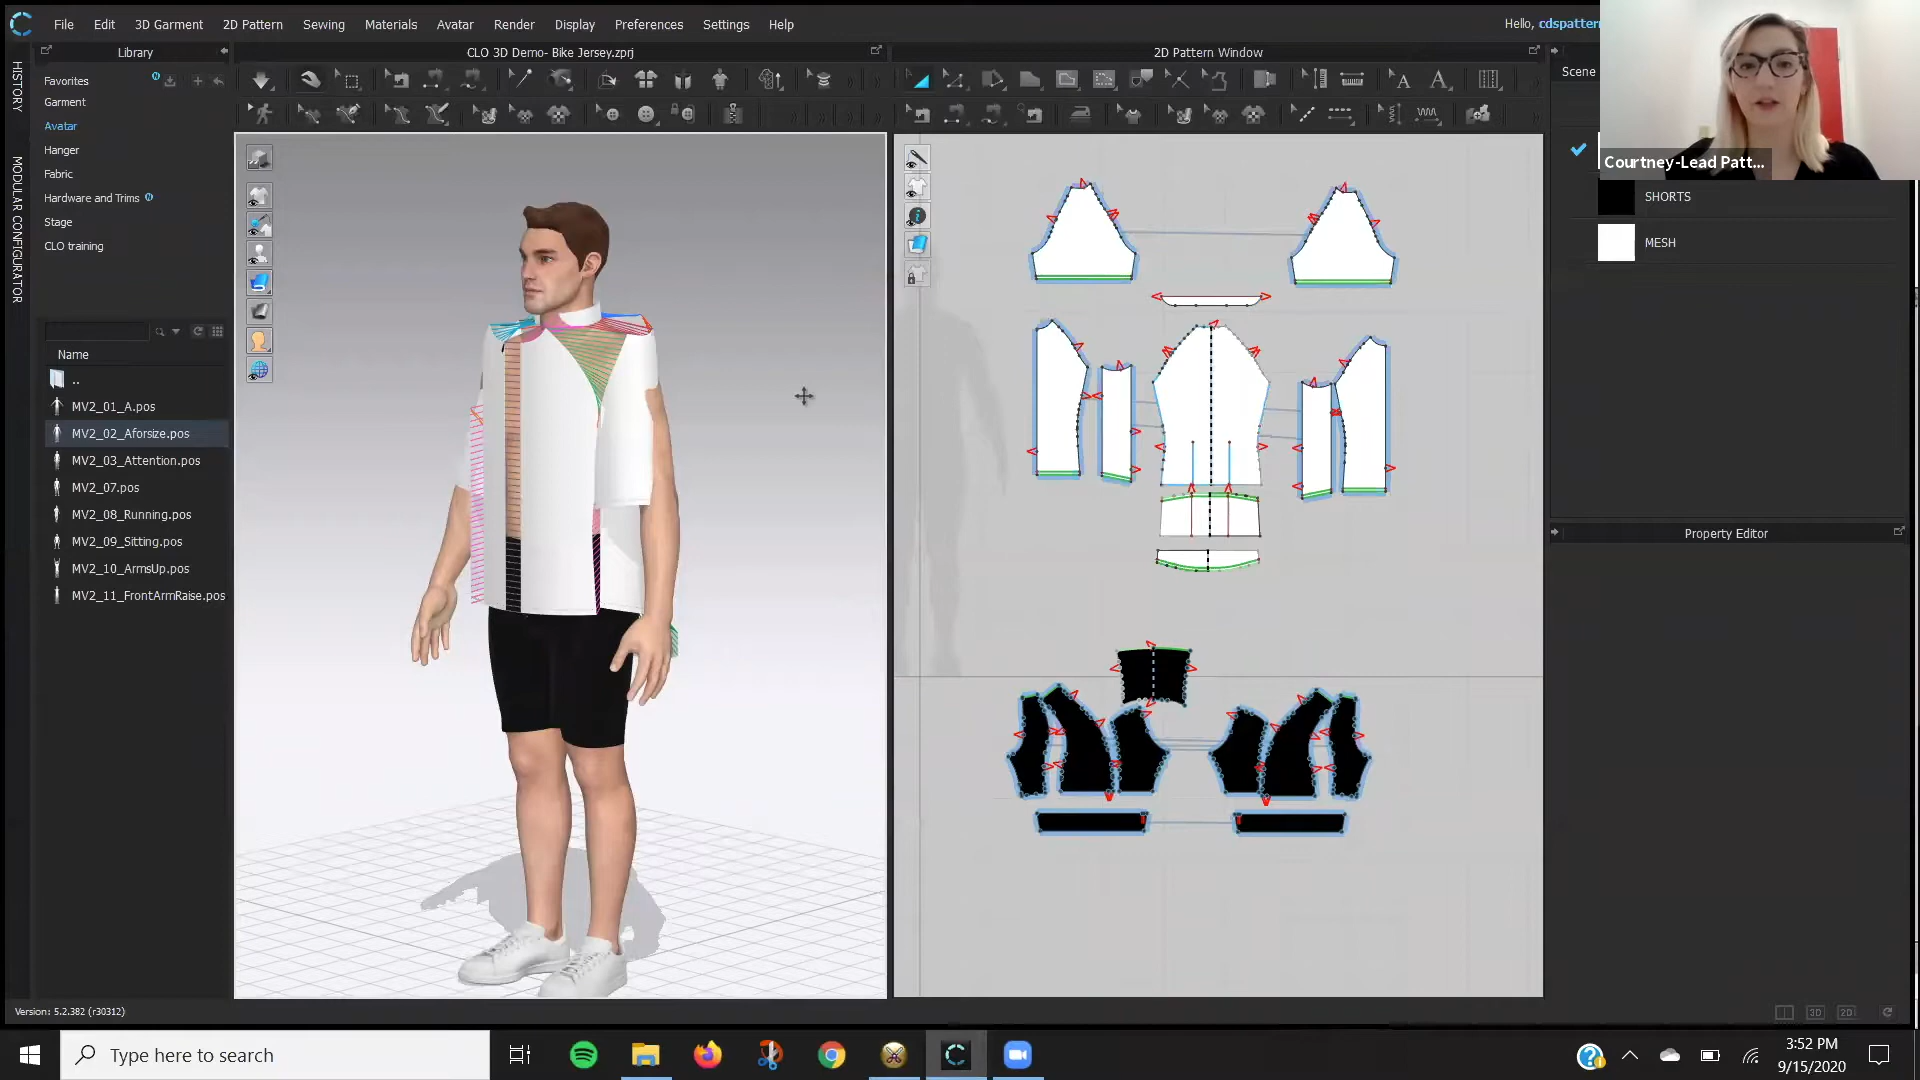 File Edit 3D Garment 2D Pattern Sewing Materials Avatar Render Display Preferences Settings Help
Hello, cdspattern
Library
CLO 3D Demo- Bike Jersey.zprj
2D Pattern Window
Scene
HISTORY
MODULAR CONFIGURATOR
Favorites
Garment
Avatar
Hanger
Fabric
Hardware and Trims
Stage
CLO training
Name
..
MV2_01_A.pos
MV2_02_Aforsize.pos
MV2_03_Attention.pos
MV2_07.pos
MV2_08_Running.pos
MV2_09_Sitting.pos
MV2_10_ArmsUp.pos
MV2_11_FrontArmRaise.pos
Courtney-Lead Patt...
SHORTS
MESH
Property Editor
Version: 5.2.382 (r30312)
3D
2D
Type here to search
3:52 PM
9/15/2020